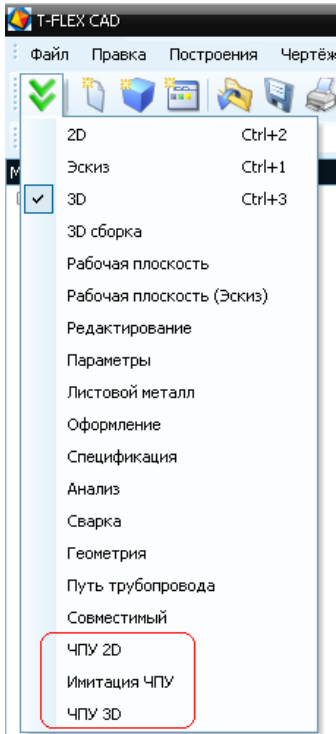 T-FLEX CAD
Файл Правка Построения Чертёж
2D Ctrl+2
Эскиз Ctrl+1
3D Ctrl+3
3D сборка
Рабочая плоскость
Рабочая плоскость (Эскиз)
Редактирование
Параметры
Листовой металл
Оформление
Спецификация
Анализ
Сварка
Геометрия
Путь трубопровода
Совместимый
ЧПУ 2D
Имитация ЧПУ
ЧПУ 3D